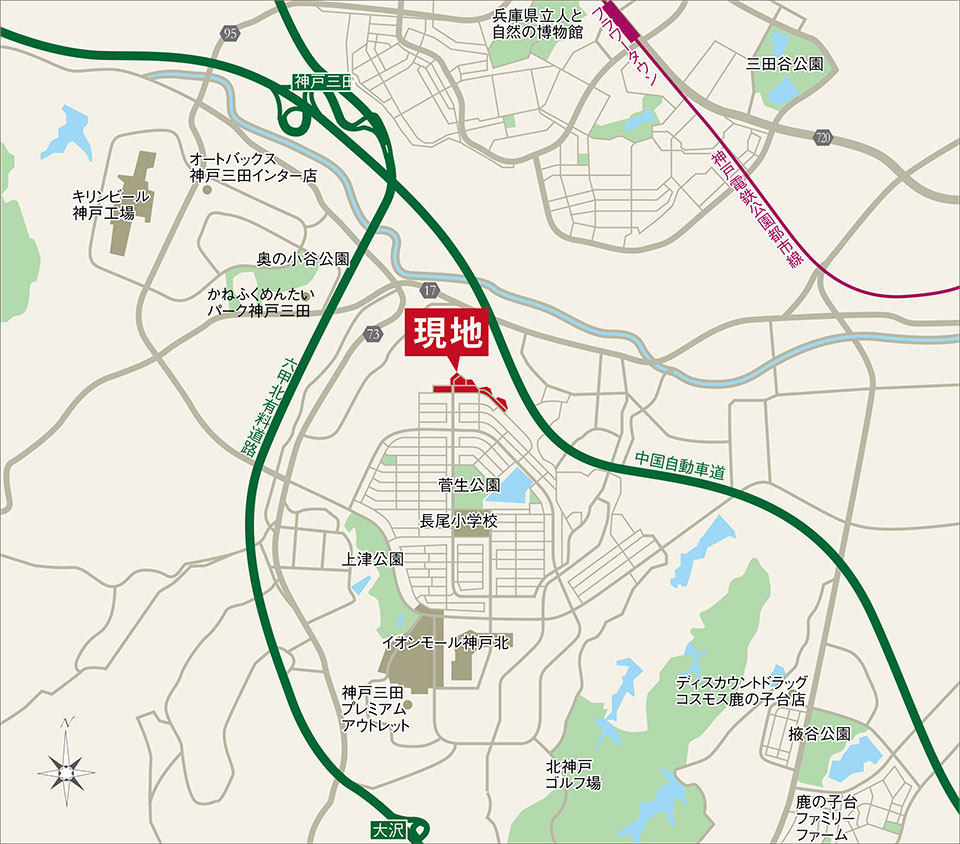 兵庫県立人と
自然の博物館
フラワータウン
三田谷公園
95
神戸三田
720
オートバックス
神戸三田インター店
キリンビール
神戸工場
神戸電鉄公園都市線
奥の小谷公園
かねふくめんたい
パーク神戸三田
17
73
現地
六甲北有料道路
中国自動車道
菅生公園
長尾小学校
上津公園
イオンモール神戸北
神戸三田
プレミアム
アウトレット
ディスカウントドラッグ
コスモス鹿の子台店
掖谷公園
北神戸
ゴルフ場
鹿の子台
ファミリー
ファーム
大沢
N